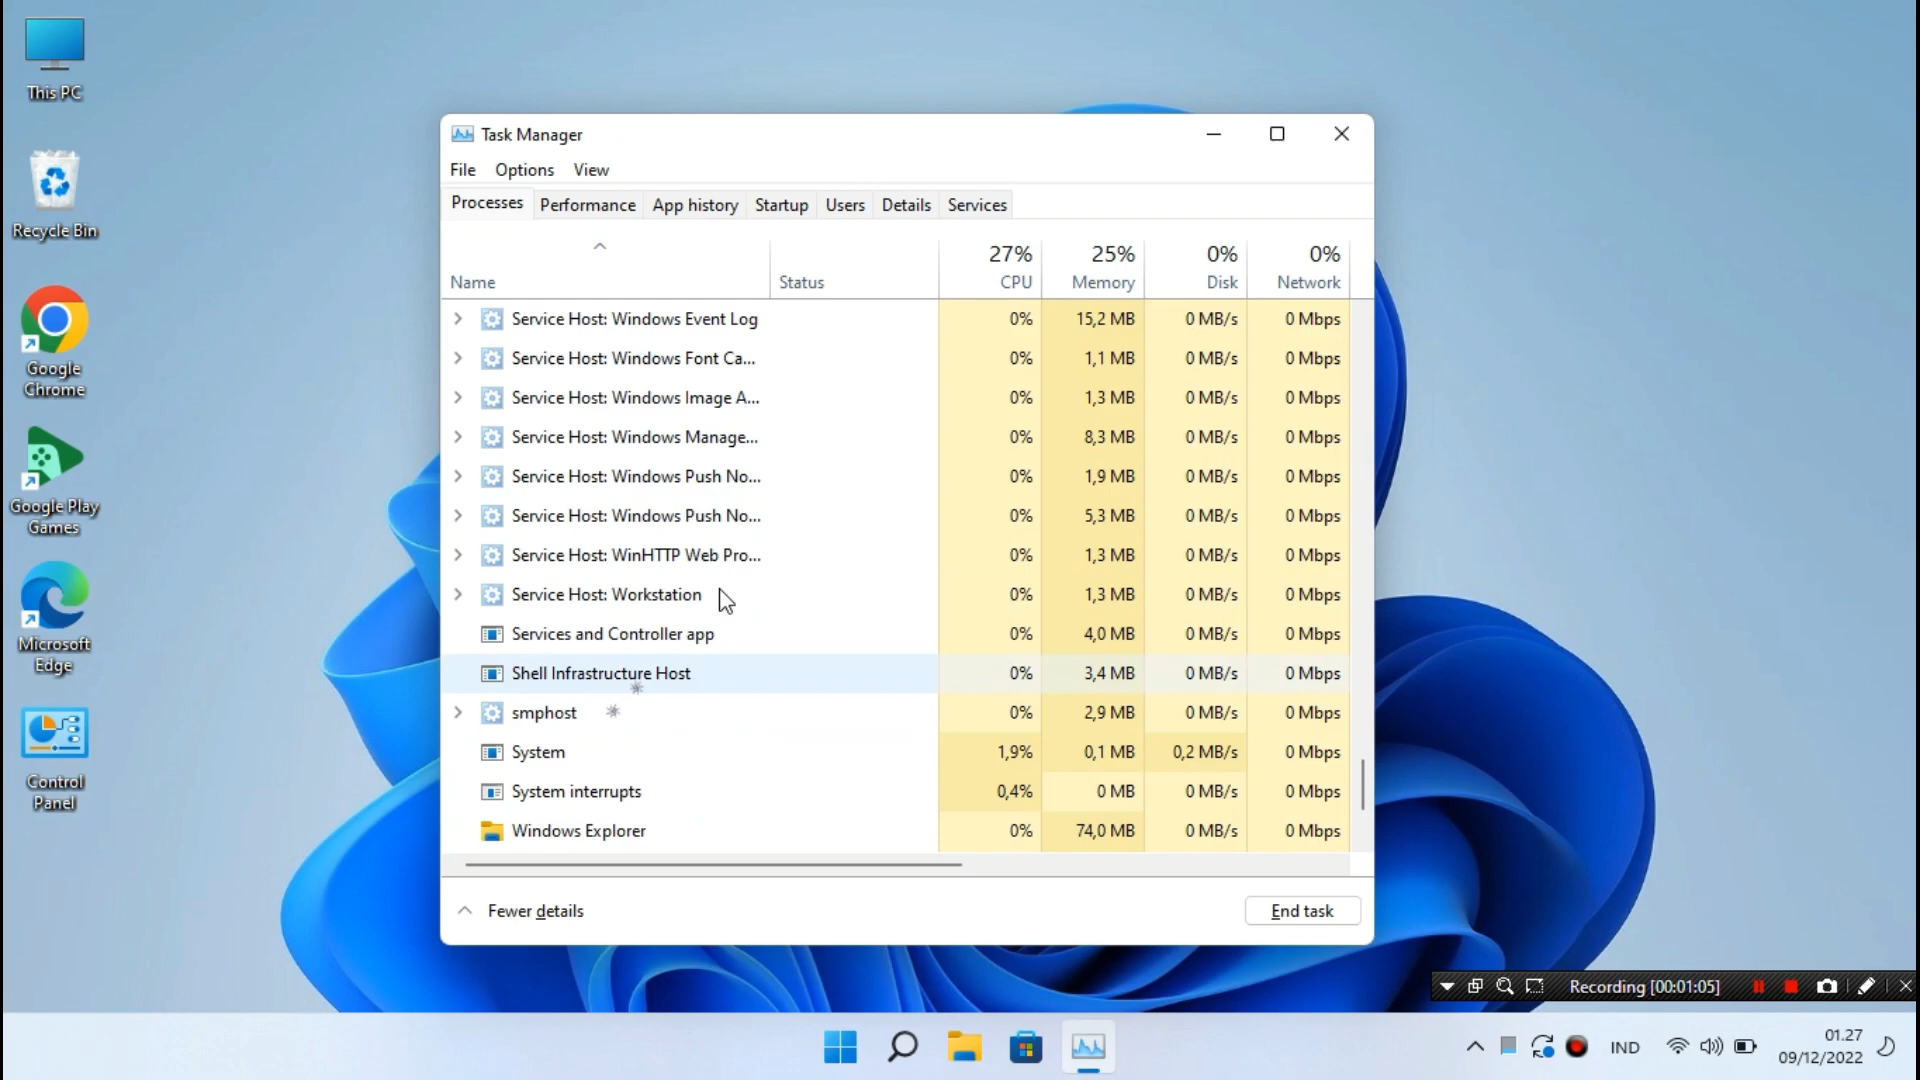 This PC
Recycle Bin
Google
Chrome
Google Play
Games
Microsoft
Edge
Control
Panel
Task Manager
File Options View
Processes Performance App history Startup Users Details Services
27% 25% 0% 0%
Name Status CPU Memory Disk Network
Service Host: Windows Event Log 0% 15,2 MB 0 MB/s 0 Mbps
Service Host: Windows Font Ca... 0% 1,1 MB 0 MB/s 0 Mbps
Service Host: Windows Image A... 0% 1,3 MB 0 MB/s 0 Mbps
Service Host: Windows Manage... 0% 8,3 MB 0 MB/s 0 Mbps
Service Host: Windows Push No... 0% 1,9 MB 0 MB/s 0 Mbps
Service Host: Windows Push No... 0% 5,3 MB 0 MB/s 0 Mbps
Service Host: WinHTTP Web Pro... 0% 1,3 MB 0 MB/s 0 Mbps
Service Host: Workstation 0% 1,3 MB 0 MB/s 0 Mbps
Services and Controller app 0% 4,0 MB 0 MB/s 0 Mbps
Shell Infrastructure Host 0% 3,4 MB 0 MB/s 0 Mbps
smphost 0% 2,9 MB 0 MB/s 0 Mbps
System 1,9% 0,1 MB 0,2 MB/s 0 Mbps
System interrupts 0,4% 0 MB 0 MB/s 0 Mbps
Windows Explorer 0% 74,0 MB 0 MB/s 0 Mbps
Fewer details End task
Recording [00:01:05]
IND
01.27
09/12/2022